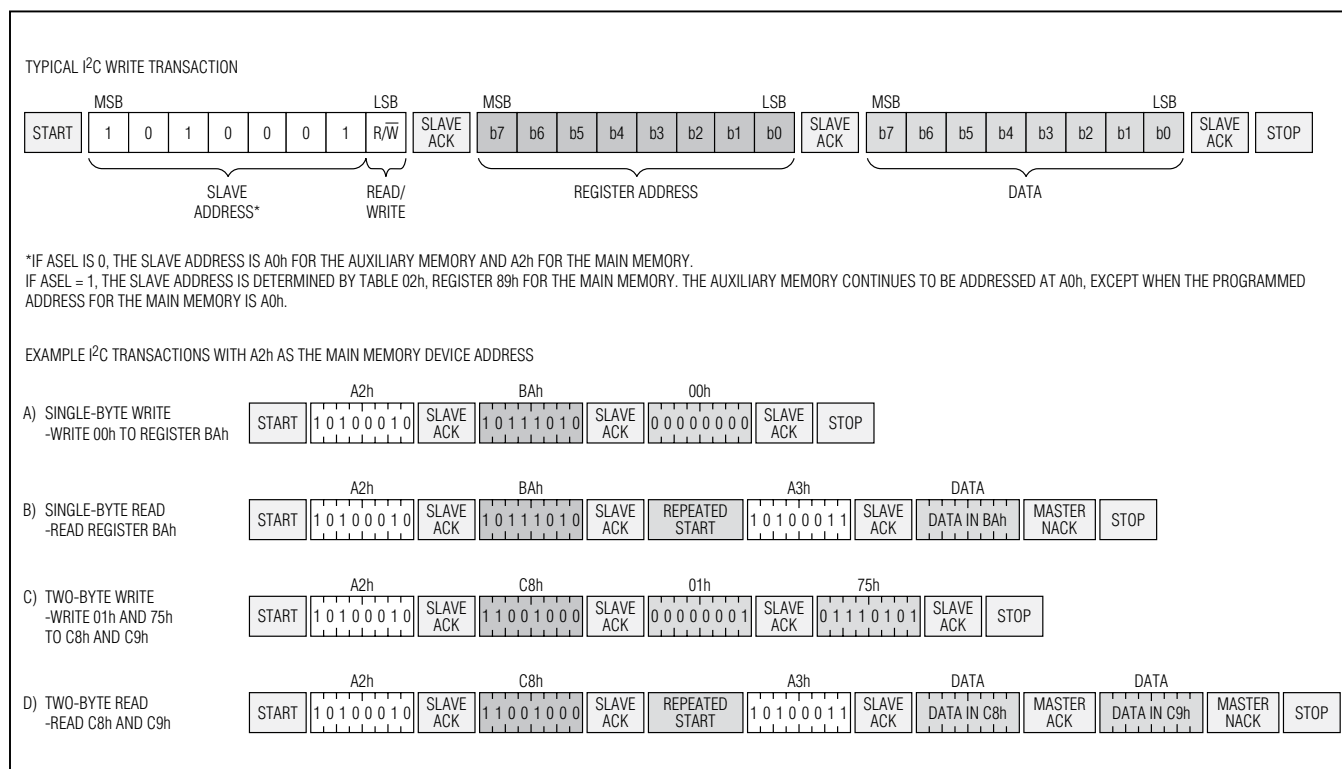 TYPICAL I2C WRITE TRANSACTION
MSB LSB MSB LSB MSB LSB
START 1 0 1 0 0 0 1 R/W̅ SLAVE ACK b7 b6 b5 b4 b3 b2 b1 b0 SLAVE ACK b7 b6 b5 b4 b3 b2 b1 b0 SLAVE ACK STOP
SLAVE ADDRESS* READ/WRITE REGISTER ADDRESS DATA
*IF ASEL IS 0, THE SLAVE ADDRESS IS A0h FOR THE AUXILIARY MEMORY AND A2h FOR THE MAIN MEMORY.
IF ASEL = 1, THE SLAVE ADDRESS IS DETERMINED BY TABLE 02h, REGISTER 89h FOR THE MAIN MEMORY. THE AUXILIARY MEMORY CONTINUES TO BE ADDRESSED AT A0h, EXCEPT WHEN THE PROGRAMMED
ADDRESS FOR THE MAIN MEMORY IS A0h.
EXAMPLE I2C TRANSACTIONS WITH A2h AS THE MAIN MEMORY DEVICE ADDRESS
A2h BAh 00h
A) SINGLE-BYTE WRITE
-WRITE 00h TO REGISTER BAh
START 1 0 1 0 0 0 1 0 SLAVE ACK 1 0 1 1 1 0 1 0 SLAVE ACK 0 0 0 0 0 0 0 0 SLAVE ACK STOP
A2h BAh A3h DATA
B) SINGLE-BYTE READ
-READ REGISTER BAh
START 1 0 1 0 0 0 1 0 SLAVE ACK 1 0 1 1 1 0 1 0 SLAVE ACK REPEATED START 1 0 1 0 0 0 1 1 SLAVE ACK DATA IN BAh MASTER NACK STOP
A2h C8h 01h 75h
C) TWO-BYTE WRITE
-WRITE 01h AND 75h
TO C8h AND C9h
START 1 0 1 0 0 0 1 0 SLAVE ACK 1 1 0 0 1 0 0 0 SLAVE ACK 0 0 0 0 0 0 0 1 SLAVE ACK 0 1 1 1 0 1 0 1 SLAVE ACK STOP
A2h C8h A3h DATA DATA
D) TWO-BYTE READ
-READ C8h AND C9h
START 1 0 1 0 0 0 1 0 SLAVE ACK 1 1 0 0 1 0 0 0 SLAVE ACK REPEATED START 1 0 1 0 0 0 1 1 SLAVE ACK DATA IN C8h MASTER ACK DATA IN C9h MASTER NACK STOP